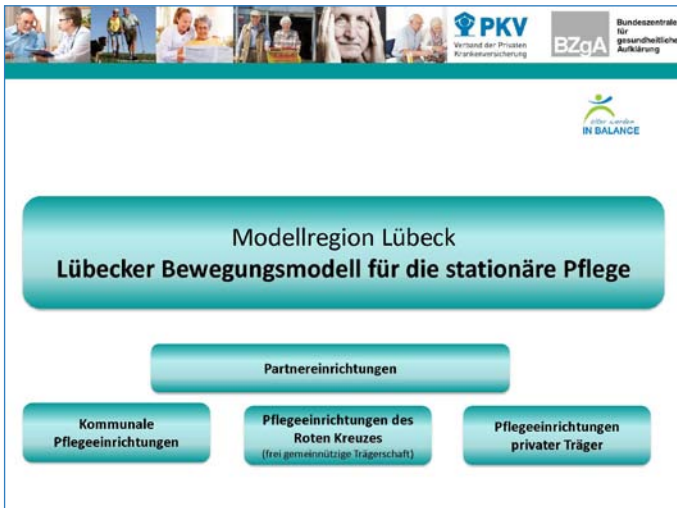 PKV
Verband der Privaten
Krankenversicherung
BZgA
Bundeszentrale
für
gesundheitliche
Aufklärung
älter werden
IN BALANCE
Modellregion Lübeck
Lübecker Bewegungsmodell für die stationäre Pflege
Partnereinrichtungen
Kommunale
Pflegeeinrichtungen
Pflegeeinrichtungen des
Roten Kreuzes
(frei gemeinnützige Trägerschaft)
Pflegeeinrichtungen
privater Träger